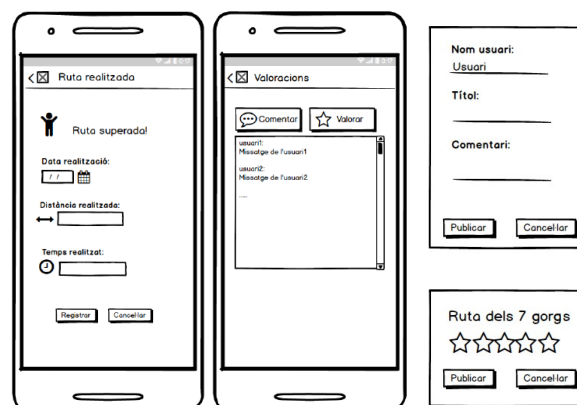 Ruta realitzada
Ruta superada!
Data realització:
/ /
Distància realitzada:
Temps realitzat:
Registrar
Cancel·lar
Valoracions
Comentar
Valorar
usuari1:
Missatge de l'usuari1
usuari2:
Missatge de l'usuari2
....
Nom usuari:
Usuari
Títol:
Comentari:
Publicar
Cancel·lar
Ruta dels 7 gorgs
Publicar
Cancel·lar